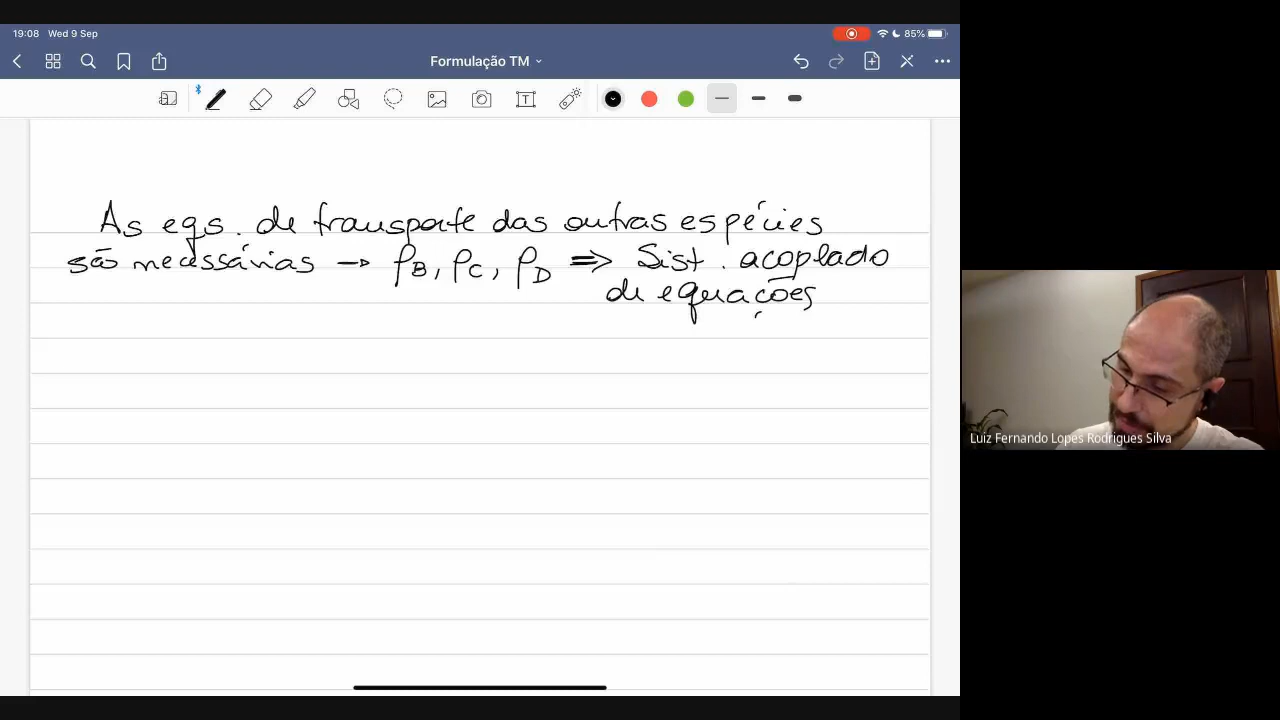 19:08 Wed 9 Sep
85%
Formulação TM
As eqs. de transporte das outras espécies
são necessárias → ρB, ρC, ρD ⇒ Sist. acoplado
de equações
Luiz Fernando Lopes Rodrigues Silva